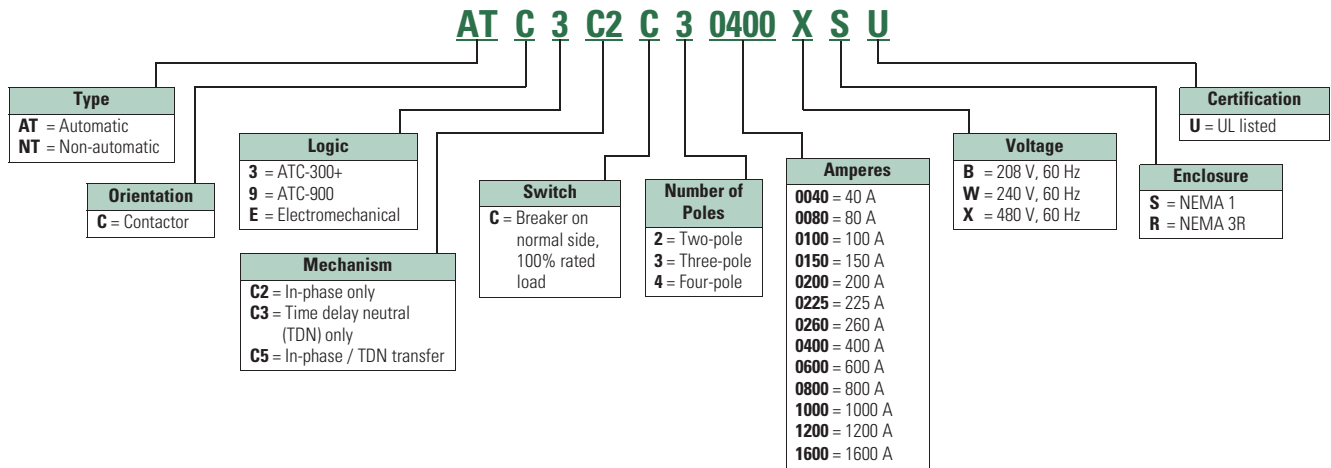 AT C 3 C2 C 3 0400 X S U
Type
AT = Automatic
NT = Non-automatic
Orientation
C = Contactor
Logic
3 = ATC-300+
9 = ATC-900
E = Electromechanical
Mechanism
C2 = In-phase only
C3 = Time delay neutral
(TDN) only
C5 = In-phase / TDN transfer
Switch
C = Breaker on
normal side,
100% rated
load
Number of
Poles
2 = Two-pole
3 = Three-pole
4 = Four-pole
Amperes
0040 = 40 A
0080 = 80 A
0100 = 100 A
0150 = 150 A
0200 = 200 A
0225 = 225 A
0260 = 260 A
0400 = 400 A
0600 = 600 A
0800 = 800 A
1000 = 1000 A
1200 = 1200 A
1600 = 1600 A
Voltage
B = 208 V, 60 Hz
W = 240 V, 60 Hz
X = 480 V, 60 Hz
Enclosure
S = NEMA 1
R = NEMA 3R
Certification
U = UL listed